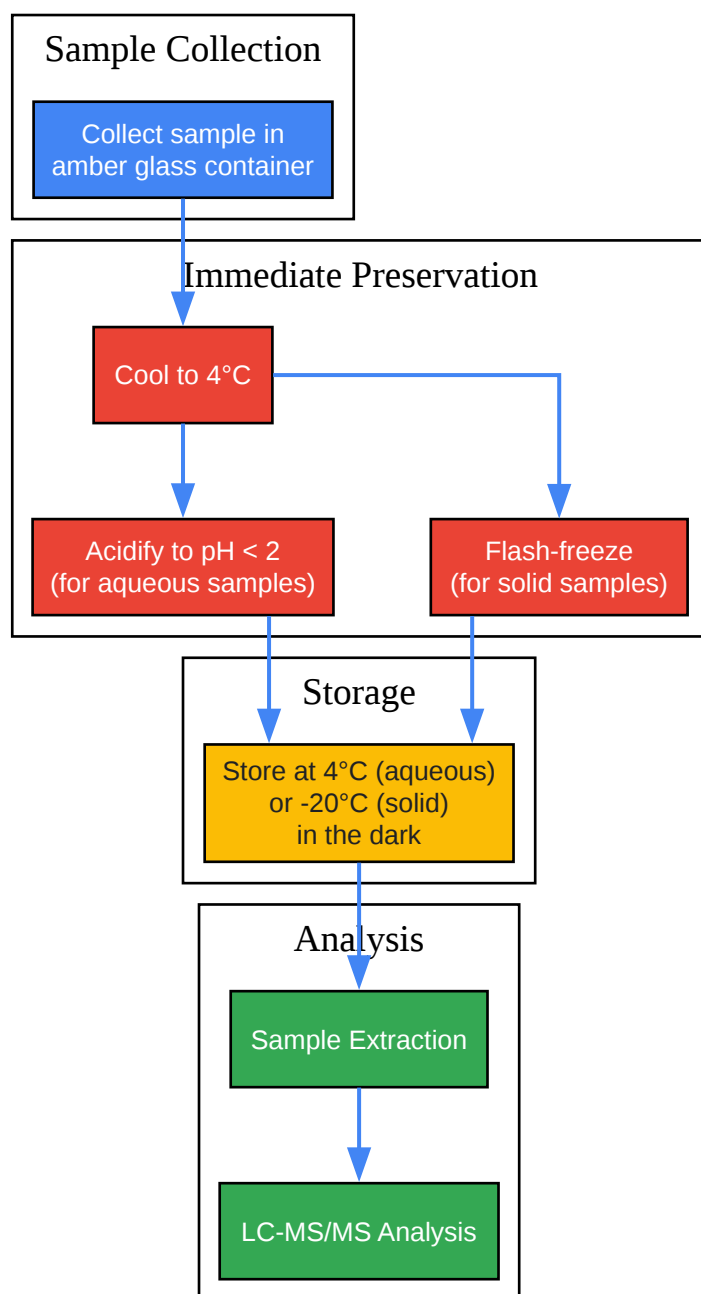 Sample Collection
Collect sample in
amber glass container
Immediate Preservation
Cool to 4°C
Acidify to pH < 2
(for aqueous samples)
Flash-freeze
(for solid samples)
Storage
Store at 4°C (aqueous)
or -20°C (solid)
in the dark
Analysis
Sample Extraction
LC-MS/MS Analysis